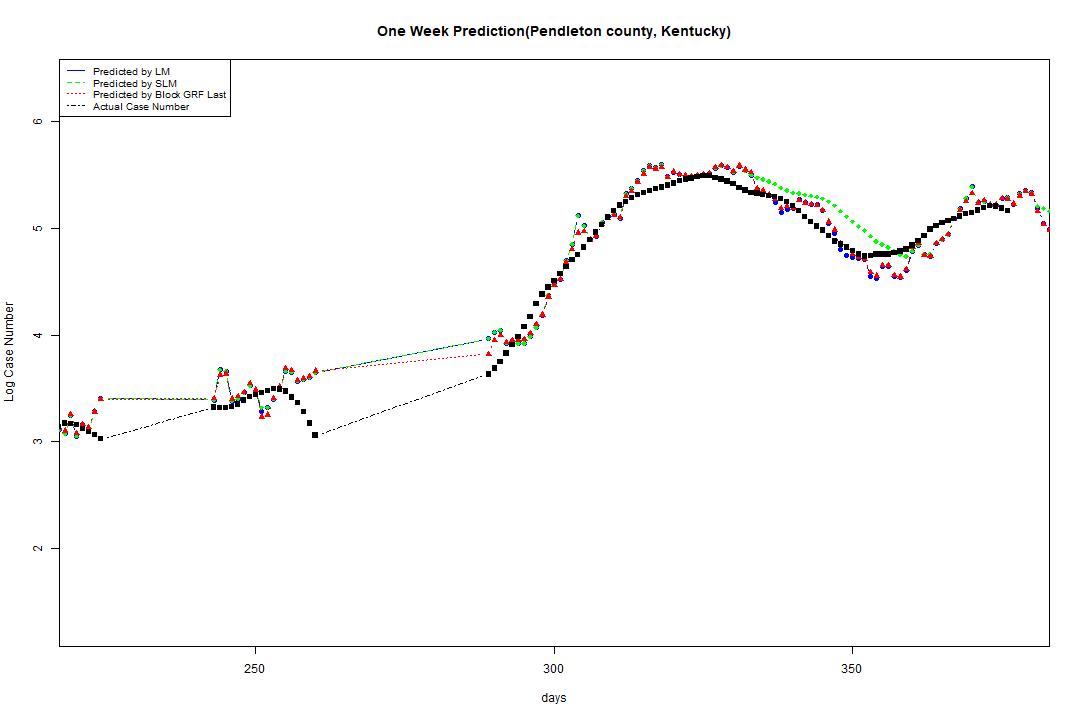 One Week Prediction(Pendleton county, Kentucky)
Predicted by LM
Predicted by SLM
Predicted by Block GRF Last
Actual Case Number
6
5
4
3
2
Log Case Number
250 300 350
days